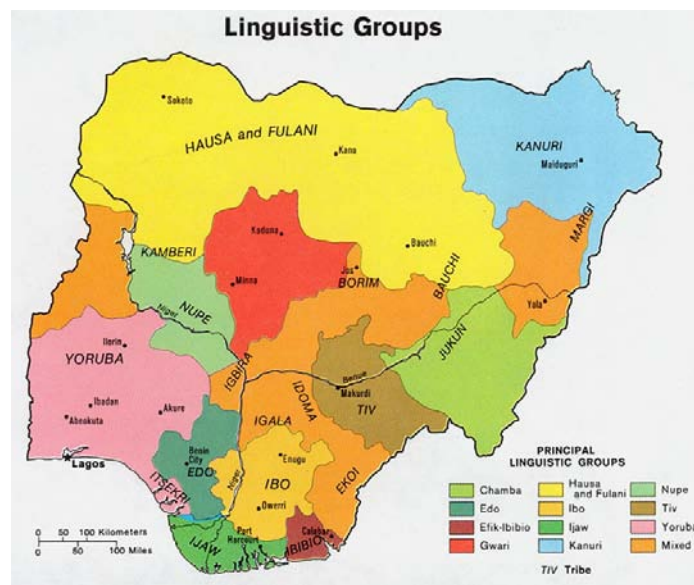 Linguistic Groups
Sokoto
HAUSA and FULANI
Kano
KANURI
Maiduguri
MARGI
Kaduna
Bauchi
KAMBERI
Jos
BORIM
BAUCHI
Minna
Yola
NUPE
Niger
Ilorin
JUKUN
YORUBA
IGBIRA
Benue
Makurdi
IDOMA
TIV
Ibadan
Abeokuta
Akure
IGALA
Lagos
Benin
City
EDO
Enugu
Niger
IBO
EKOI
ITSEKRI
Owerri
Port
Harcourt
Calabar
IJAW
IBIBIO
0 50 100 Kilometers
0 50 100 Miles
PRINCIPAL
LINGUISTIC GROUPS
Chamba
Edo
Efik-Ibibio
Gwari
Hausa
and Fulani
Ibo
Ijaw
Kanuri
Nupe
Tiv
Yoruba
Mixed
TIV Tribe